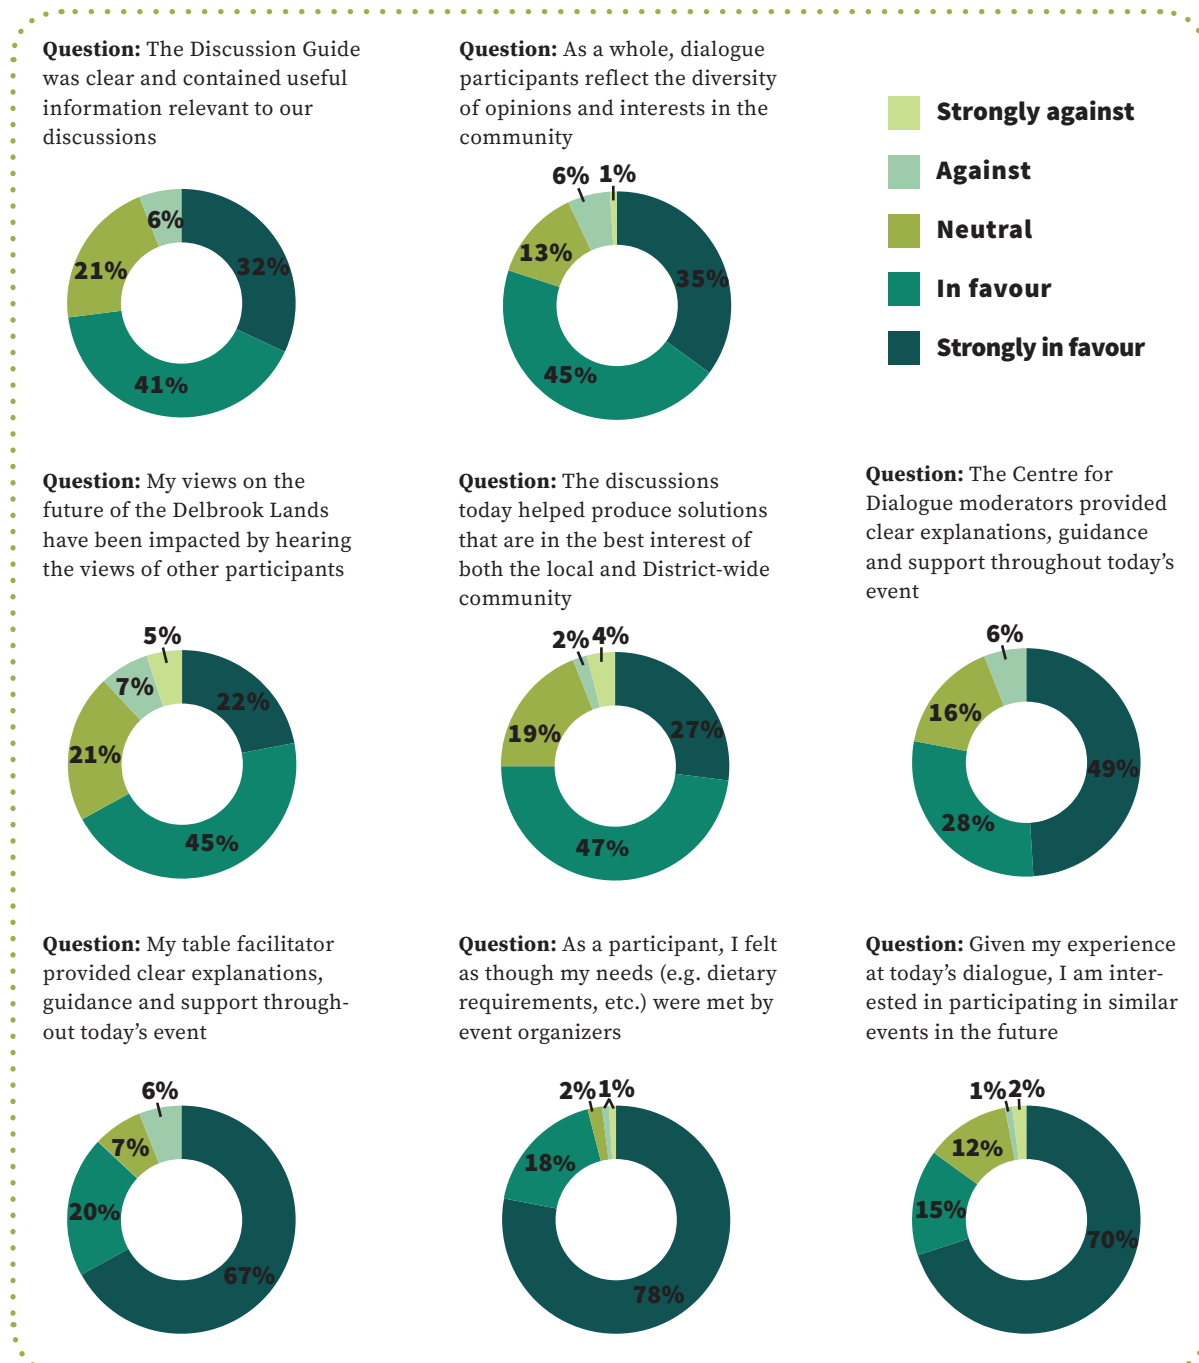 Question: The Discussion Guide
was clear and contained useful
information relevant to our
discussions
6%
32%
21%
41%
Question: As a whole, dialogue
participants reflect the diversity
of opinions and interests in the
community
6% 1%
13%
35%
45%
Strongly against
Against
Neutral
In favour
Strongly in favour
Question: My views on the
future of the Delbrook Lands
have been impacted by hearing
the views of other participants
5%
7%
22%
21%
45%
Question: The discussions
today helped produce solutions
that are in the best interest of
both the local and District-wide
community
2% 4%
19%
27%
47%
Question: The Centre for
Dialogue moderators provided
clear explanations, guidance
and support throughout today’s
event
6%
16%
49%
28%
Question: My table facilitator
provided clear explanations,
guidance and support through-
out today’s event
6%
7%
20%
67%
Question: As a participant, I felt
as though my needs (e.g. dietary
requirements, etc.) were met by
event organizers
2% 1%
18%
78%
Question: Given my experience
at today’s dialogue, I am inter-
ested in participating in similar
events in the future
1% 2%
12%
15%
70%